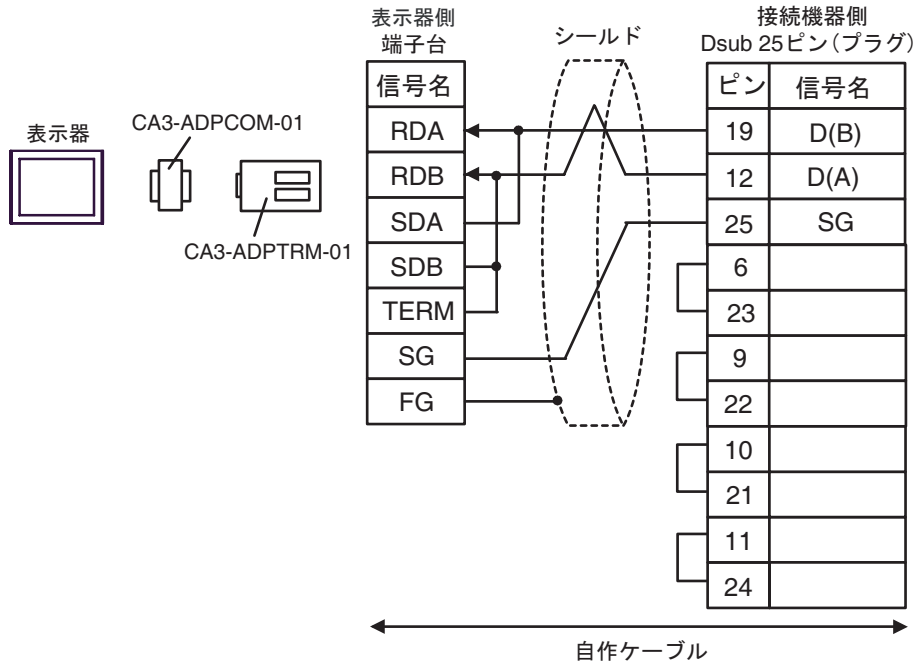 表示器
CA3-ADPCOM-01
CA3-ADPTRM-01
表示器側
端子台
信号名
RDA
RDB
SDA
SDB
TERM
SG
FG
シールド
接続機器側
Dsub 25ピン(プラグ)
ピン 信号名
19 D(B)
12 D(A)
25 SG
6
23
9
22
10
21
11
24
自作ケーブル